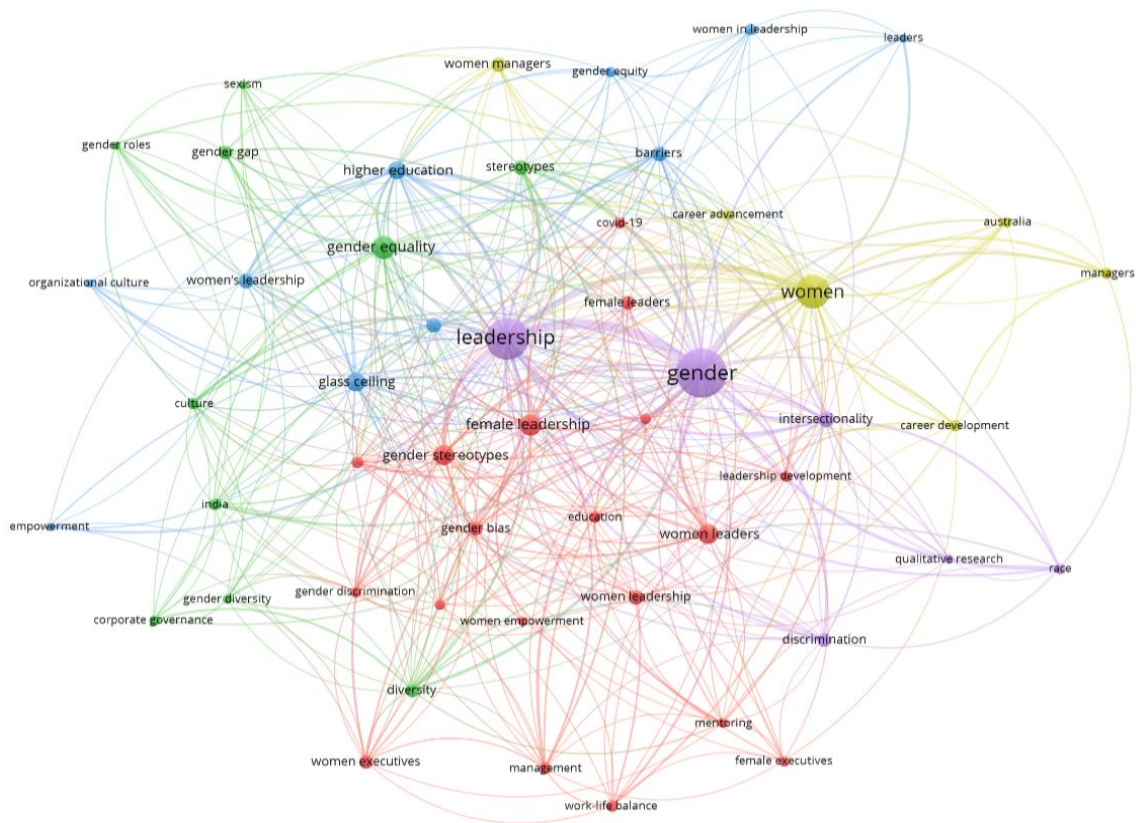 women in leadership
leaders
women managers
gender equity
sexism
gender roles
gender gap
higher education
stereotypes
barriers
covid-19
career advancement
australia
gender equality
organizational culture
women's leadership
managers
women
female leaders
leadership
gender
glass ceiling
culture
female leadership
intersectionality
career development
gender stereotypes
leadership development
india
empowerment
gender bias
education
women leaders
qualitative research
race
gender discrimination
gender diversity
women leadership
corporate governance
women empowerment
discrimination
diversity
mentoring
women executives
management
female executives
work-life balance